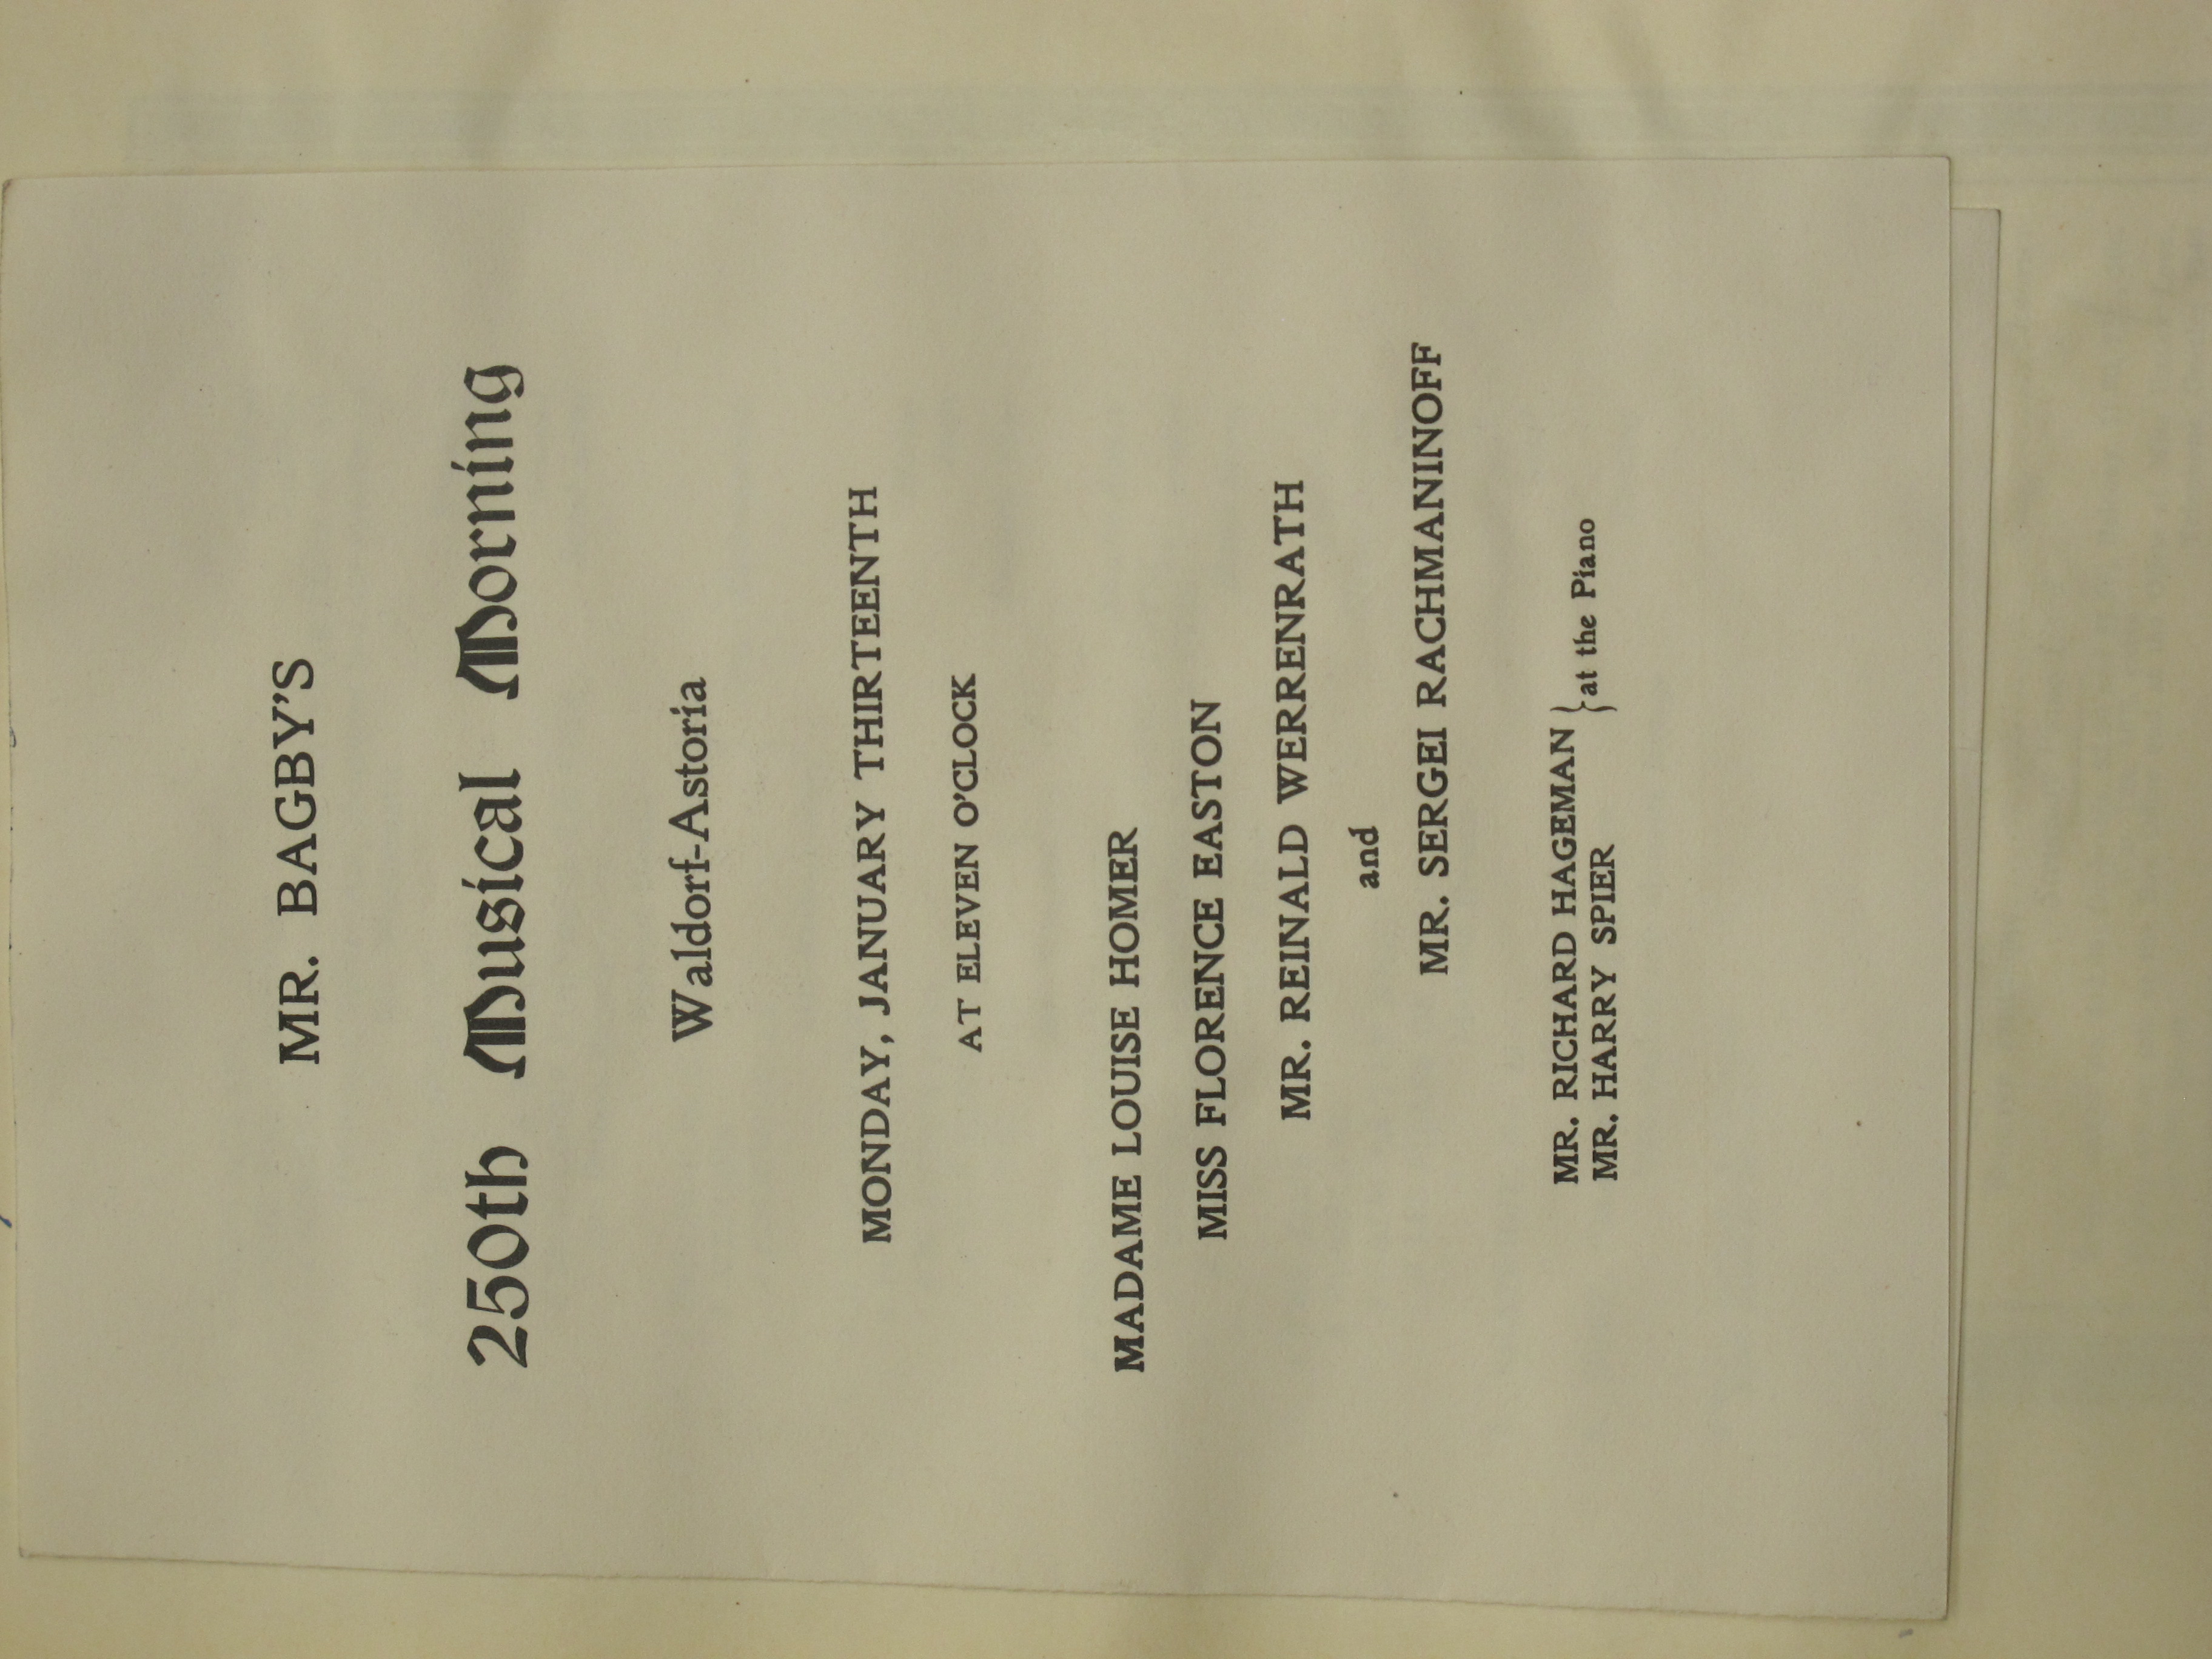 MR. BAGBY'S
250th Musical Morning
Waldorf-Astoria
MONDAY, JANUARY THIRTEENTH
AT ELEVEN O'CLOCK
MADAME LOUISE HOMER
MISS FLORENCE EASTON
MR. REINALD WERRENRATH
and
MR. SERGEI RACHMANINOFF
MR. RICHARD HAGEMAN
MR. HARRY SPIER } at the Piano